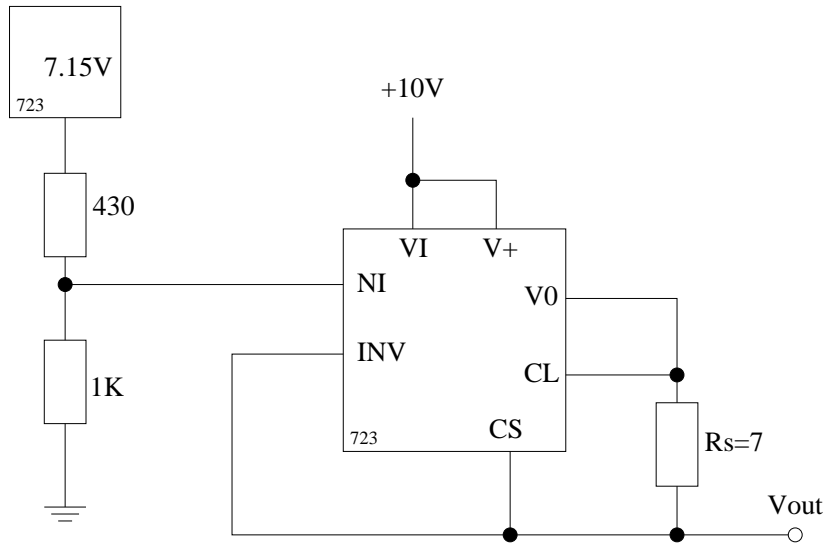 7.15V
723
+10V
430
VI
V+
NI
V0
INV
CL
1K
CS
723
Rs=7
Vout